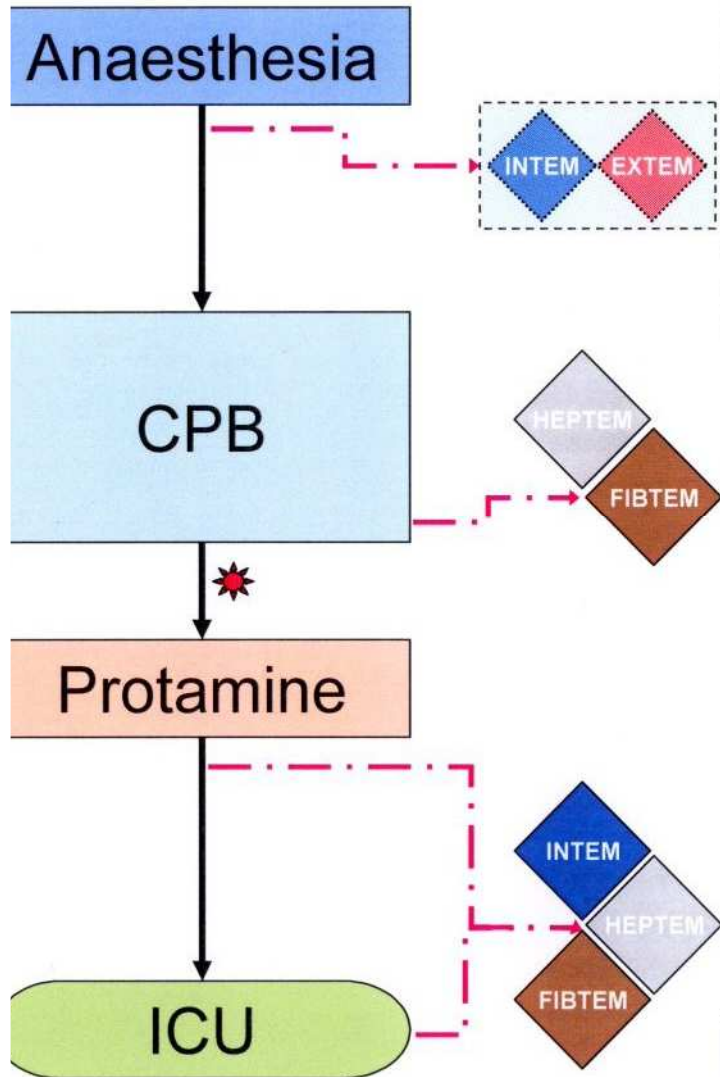 Anaesthesia
INTEM EXTEM
CPB
HEPTEM
FIBTEM
Protamine
INTEM
HEPTEM
FIBTEM
ICU